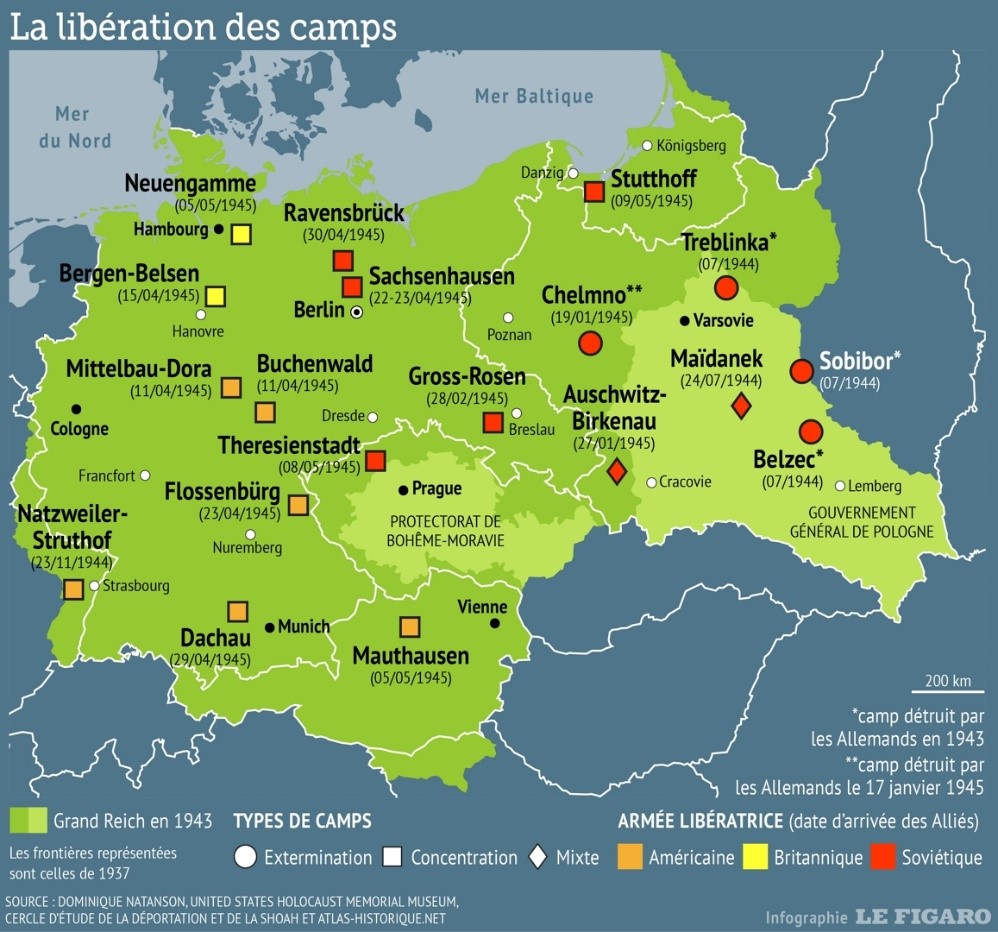 La libération des camps
Mer
du Nord
Mer Baltique
Königsberg
Danzig
Stutthoff
(09/05/1945)
Neuengamme
(05/05/1945)
Hambourg
Ravensbrück
(30/04/1945)
Treblinka*
(07/1944)
Bergen-Belsen
(15/04/1945)
Hanovre
Sachsenhausen
(22-23/04/1945)
Berlin
Chelmno**
(19/01/1945)
Poznan
Varsovie
Mittelbau-Dora
(11/04/1945)
Buchenwald
(11/04/1945)
Gross-Rosen
(28/02/1945)
Breslau
Maïdanek
(24/07/1944)
Sobibor*
(07/1944)
Auschwitz-
Birkenau
(27/01/1945)
Cologne
Dresde
Theresienstadt
(08/05/1945)
Belzec*
(07/1944)
Francfort
Flossenbürg
(23/04/1945)
Prague
Cracovie
Lemberg
PROTECTORAT DE
BOHÊME-MORAVIE
GOUVERNEMENT
GÉNÉRAL DE POLOGNE
Natzweiler-
Struthof
(23/11/1944)
Nuremberg
Strasbourg
Dachau
(29/04/1945)
Munich
Vienne
Mauthausen
(05/05/1945)
200 km
*camp détruit par
les Allemands en 1943
**camp détruit par
les Allemands le 17 janvier 1945
Grand Reich en 1943
Les frontières représentées
sont celles de 1937
TYPES DE CAMPS
Extermination Concentration Mixte
ARMÉE LIBÉRATRICE (date d'arrivée des Alliés)
Américaine Britannique Soviétique
SOURCE : DOMINIQUE NATANSON, UNITED STATES HOLOCAUST MEMORIAL MUSEUM,
CERCLE D'ÉTUDE DE LA DÉPORTATION ET DE LA SHOAH ET ATLAS-HISTORIQUE.NET
Infographie LE FIGARO